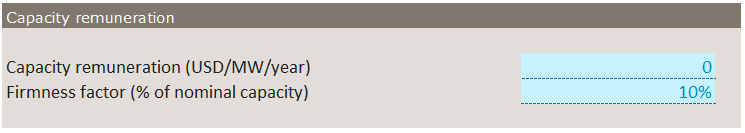 Capacity remuneration
Capacity remuneration (USD/MW/year) 0
Firmness factor (% of nominal capacity) 10%